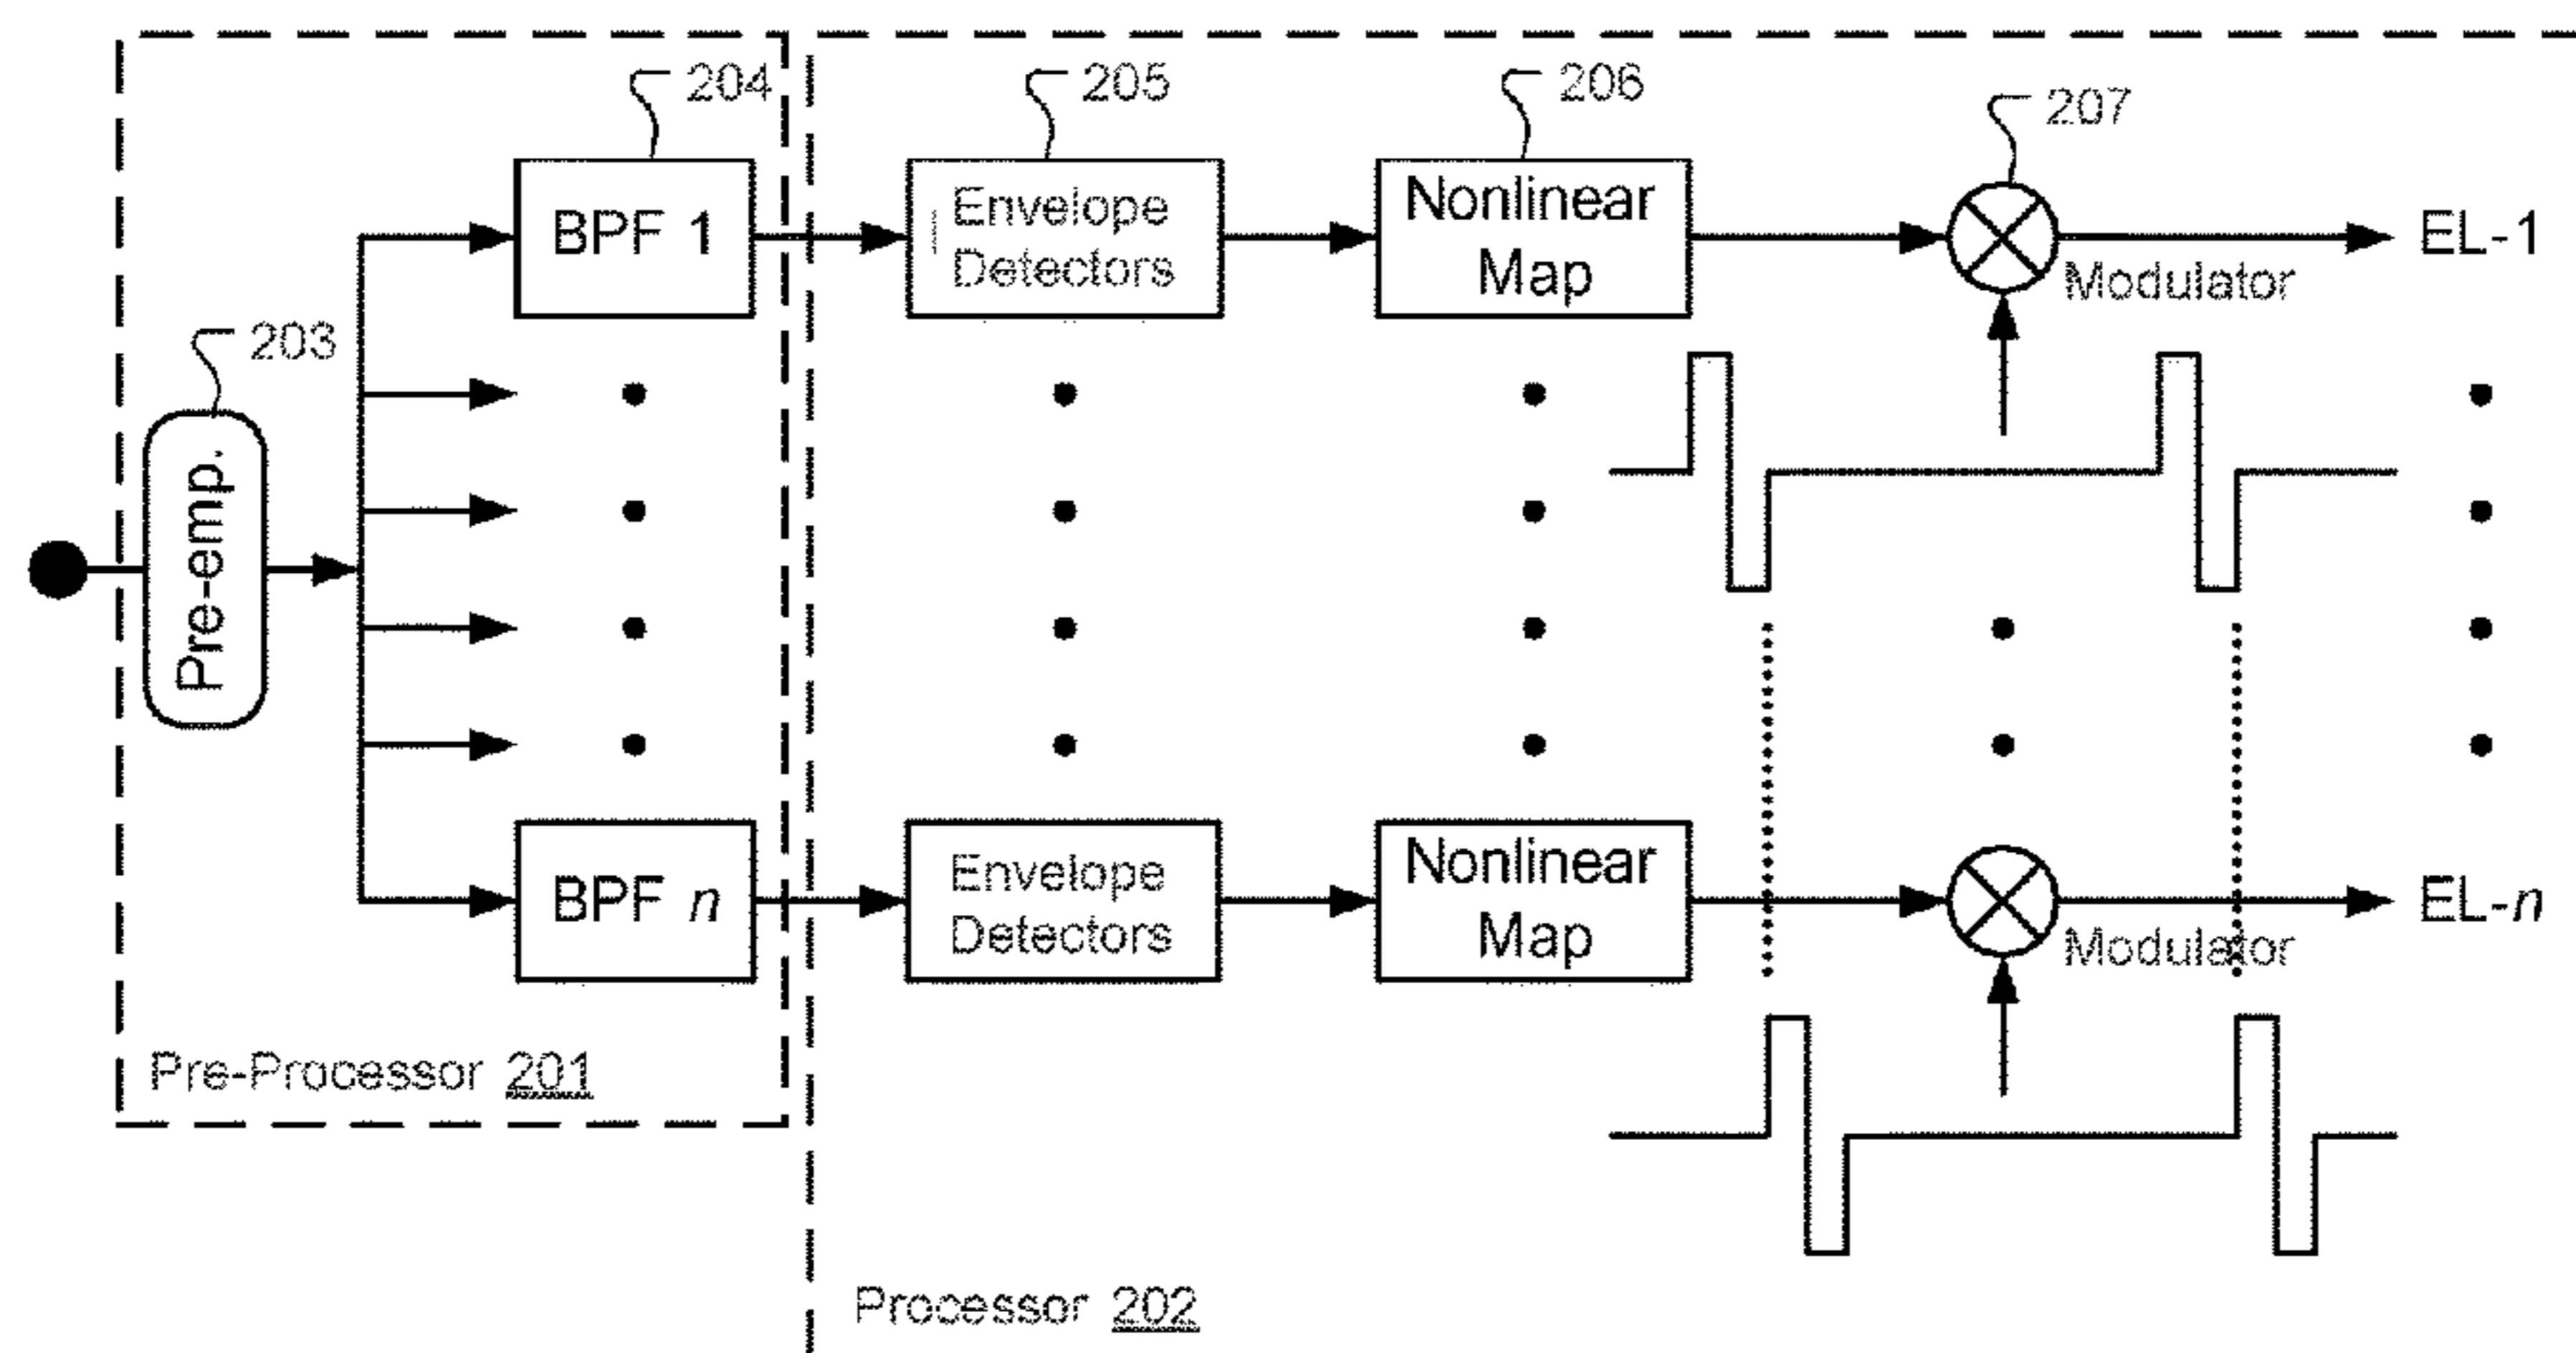 204
205
206
207
BPF 1
Envelope
Detectors
Nonlinear
Map
EL-1
Modulator
203
Pre-emp.
BPF n
Envelope
Detectors
Nonlinear
Map
EL-n
Modulator
Pre-Processor 201
Processor 202